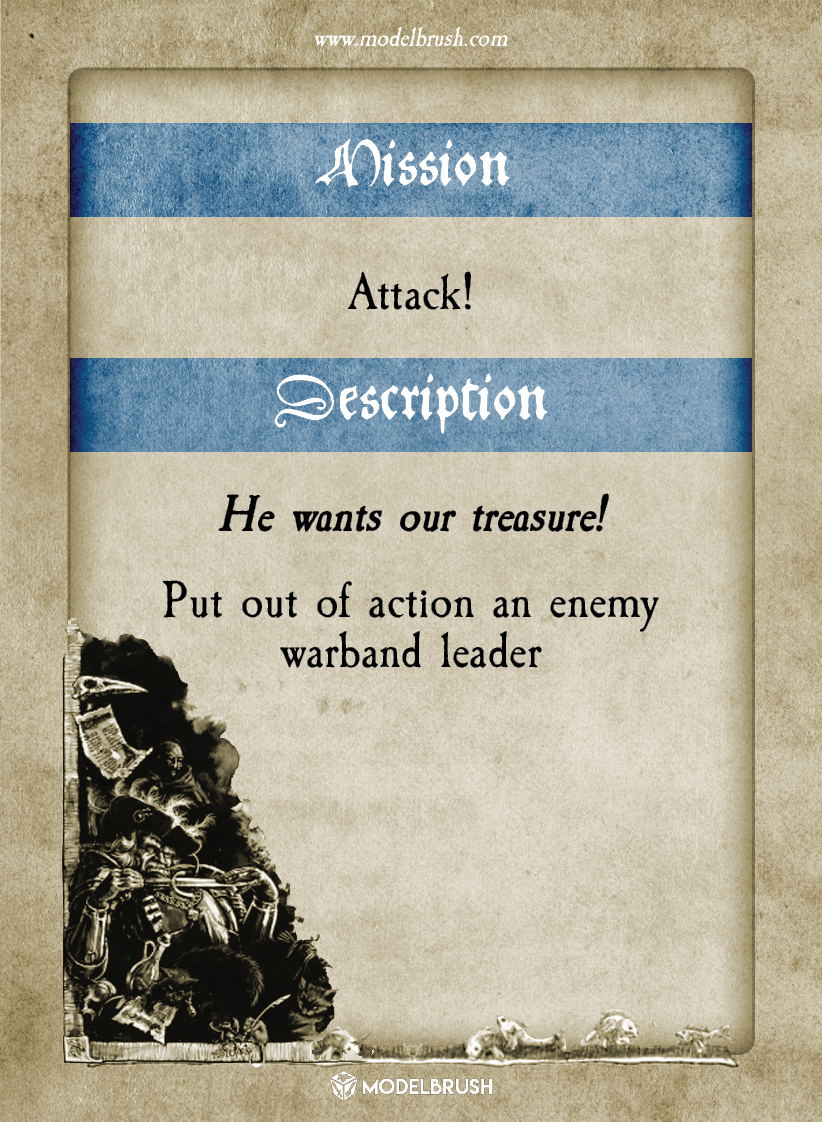 www.modelbrush.com
Mission
Attack!
Description
He wants our treasure!
Put out of action an enemy
warband leader
MODELBRUSH